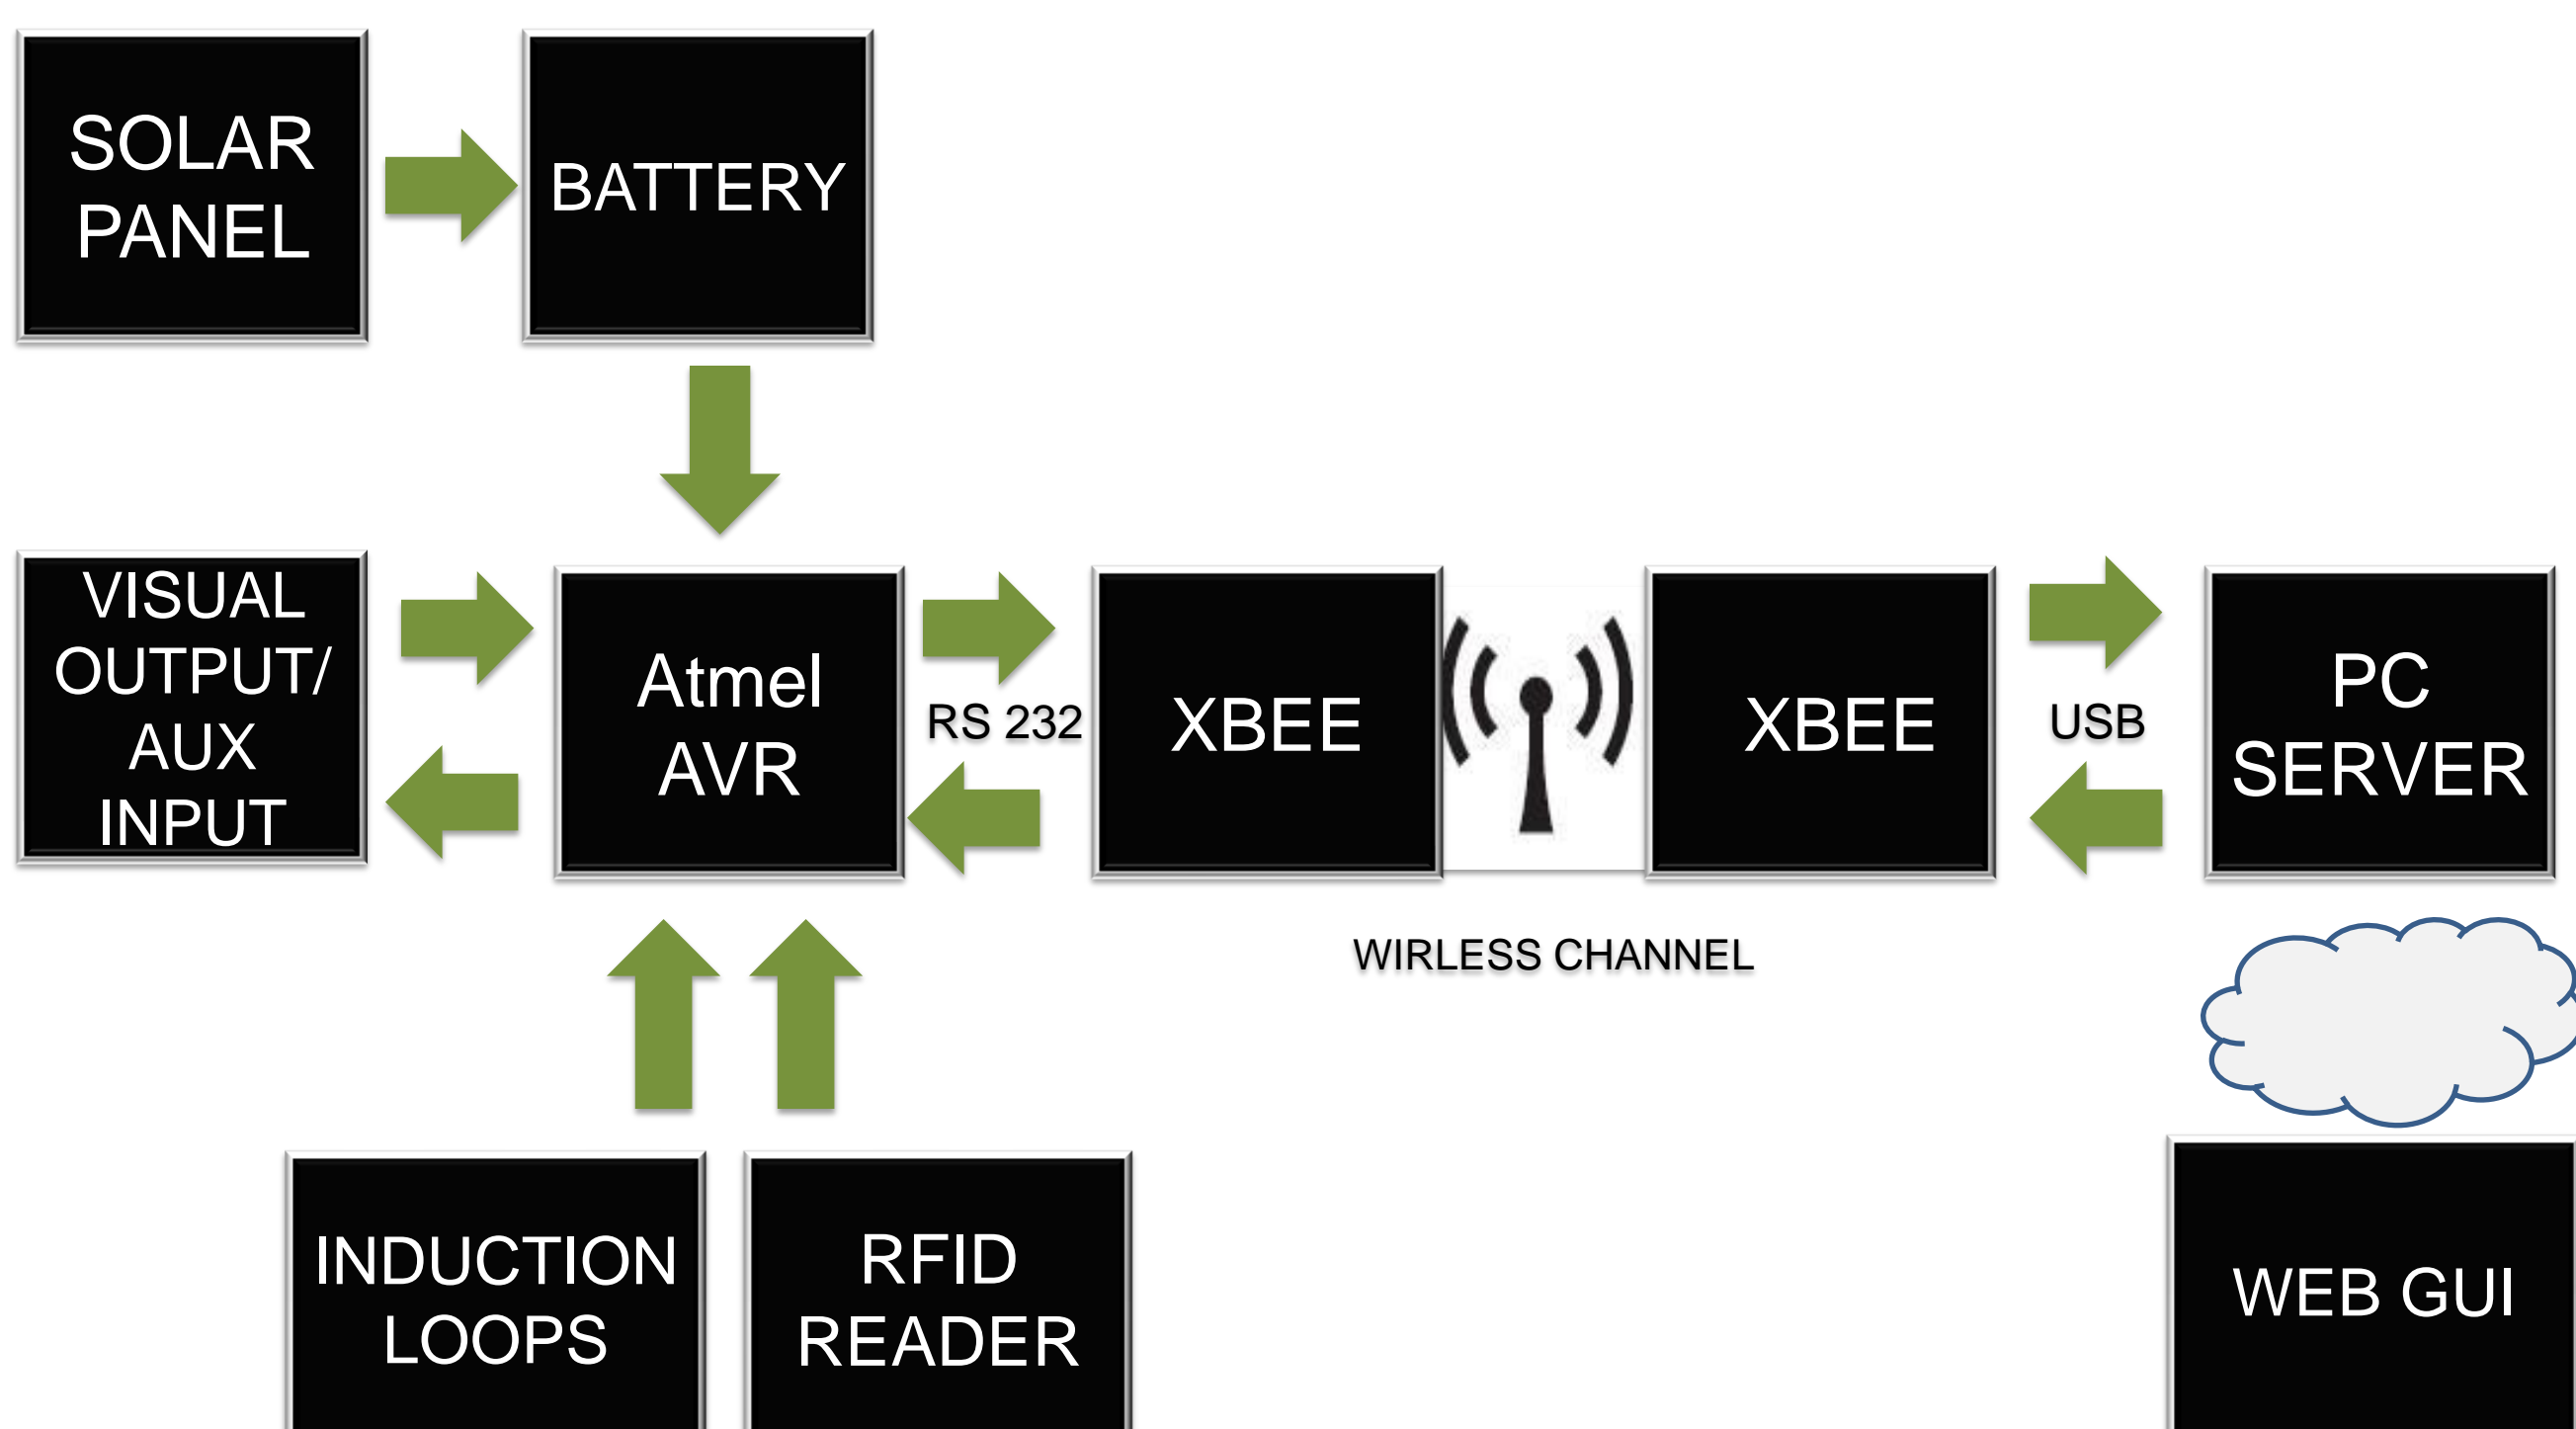 SOLAR
PANEL
BATTERY
VISUAL
OUTPUT/
AUX
INPUT
Atmel
AVR
RS 232
XBEE
XBEE
USB
PC
SERVER
WIRLESS CHANNEL
INDUCTION
LOOPS
RFID
READER
WEB GUI